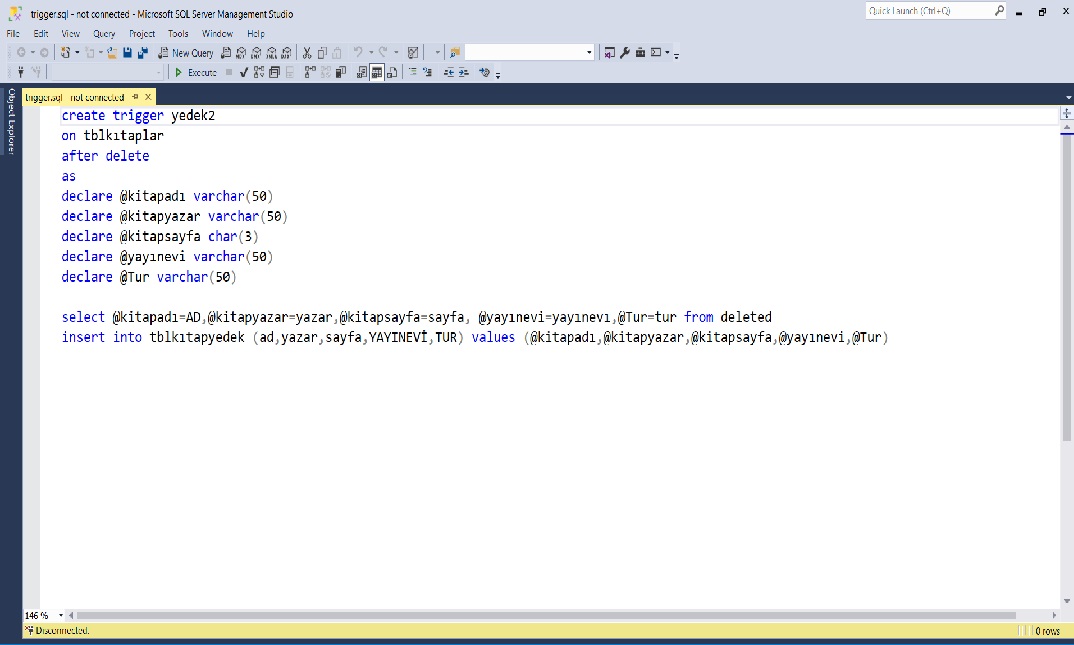 trigger.sql - not connected - Microsoft SQL Server Management Studio
Quick Launch (Ctrl+Q)
File Edit View Query Project Tools Window Help
New Query
Execute
Object Explorer
trigger.sql - not connected
create trigger yedek2
on tblkıtaplar
after delete
as
declare @kitapadı varchar(50)
declare @kitapyazar varchar(50)
declare @kitapsayfa char(3)
declare @yayınevi varchar(50)
declare @Tur varchar(50)
select @kitapadı=AD,@kitapyazar=yazar,@kitapsayfa=sayfa, @yayınevi=yayınevı,@Tur=tur from deleted
insert into tblkıtapyedek (ad,yazar,sayfa,YAYINEVİ,TUR) values (@kitapadı,@kitapyazar,@kitapsayfa,@yayınevi,@Tur)
146 %
Disconnected.
0 rows